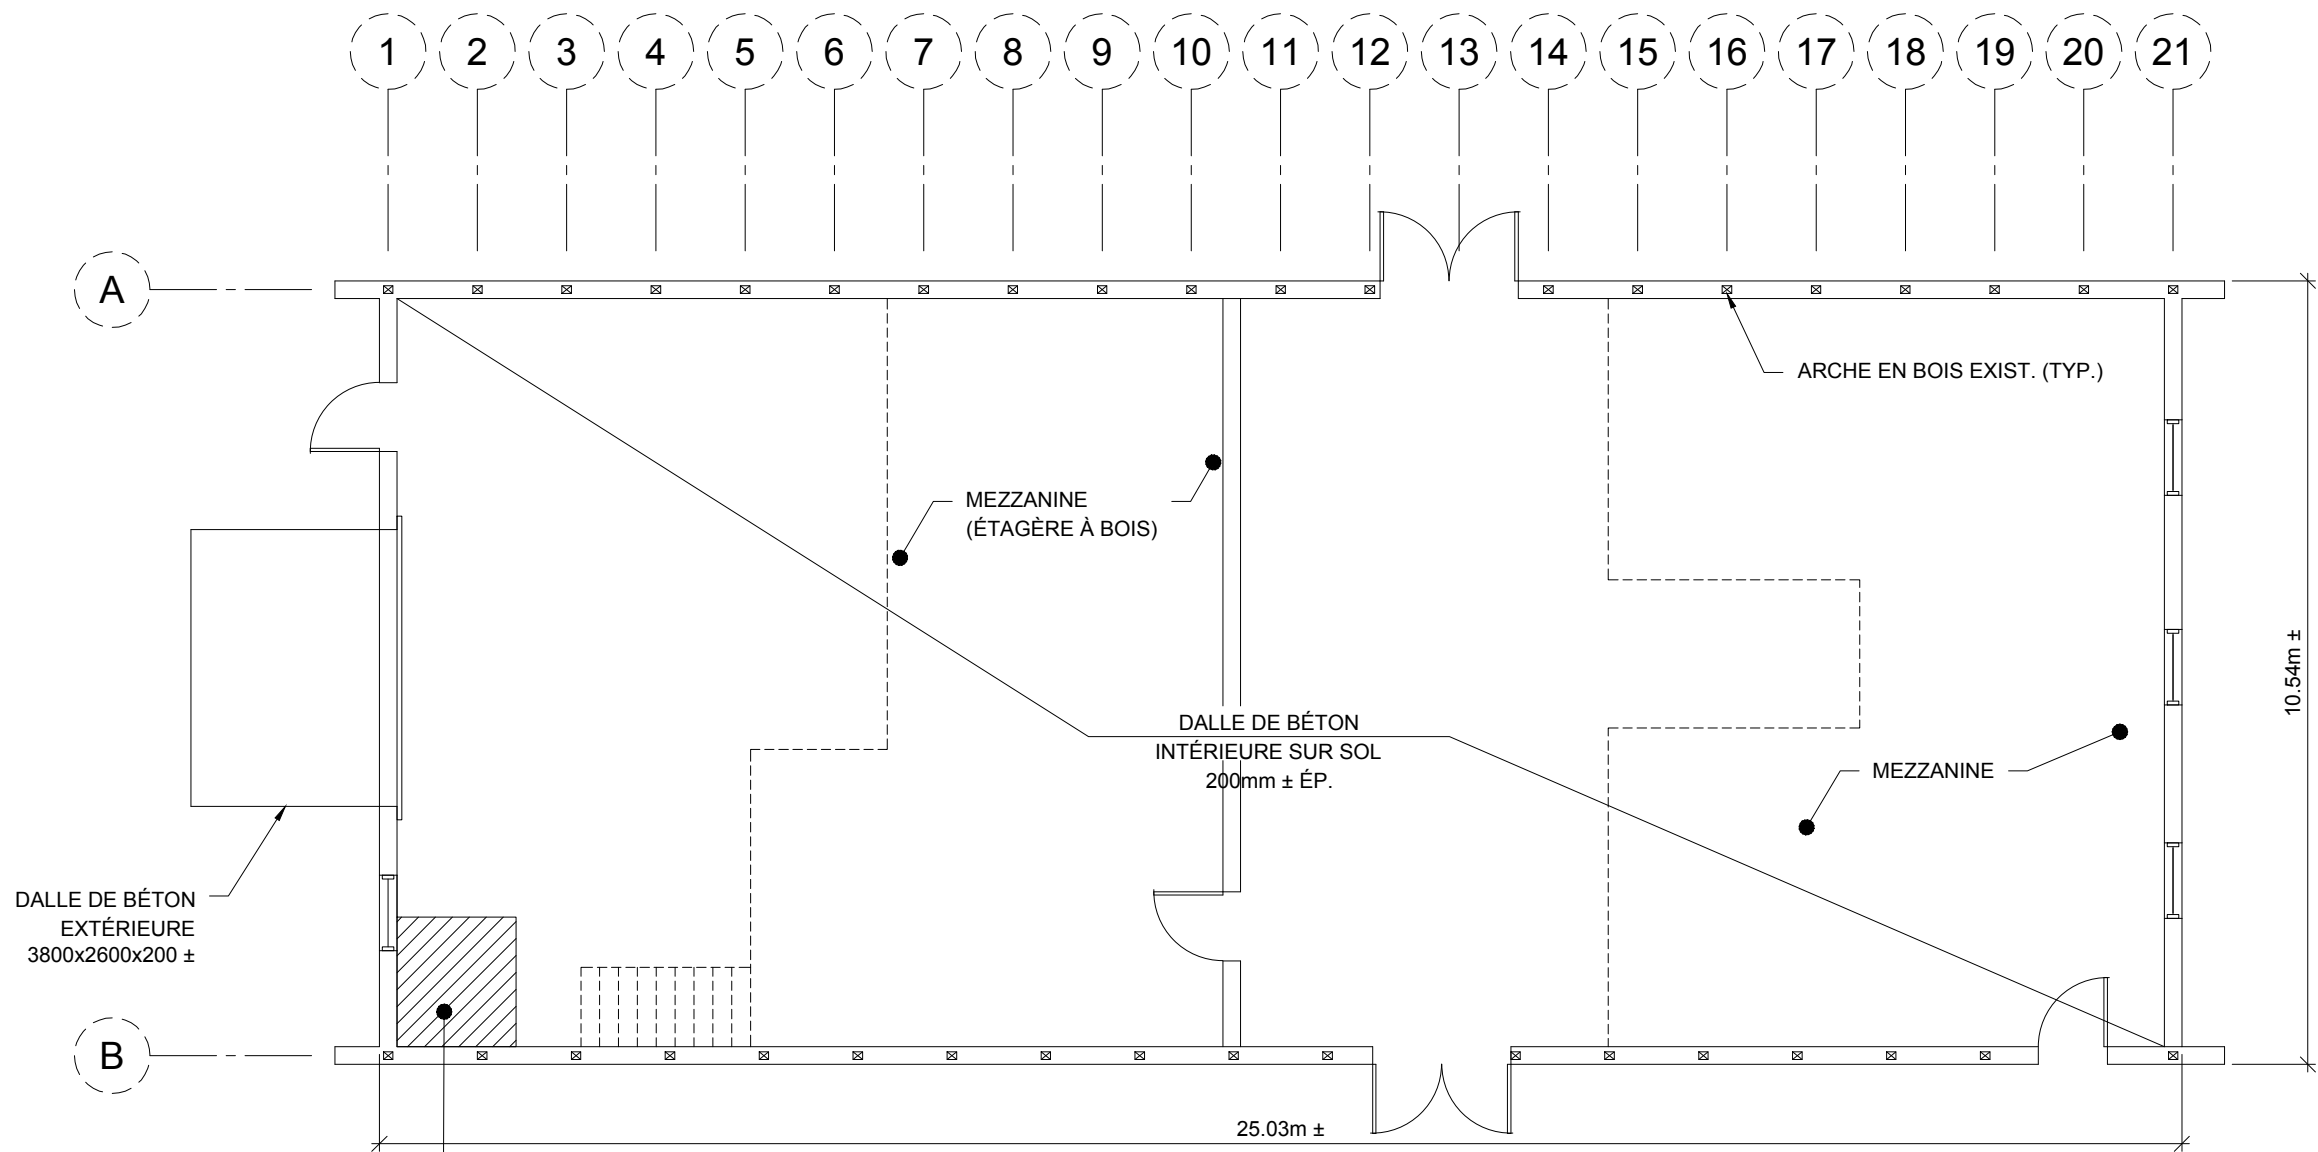 1 2 3 4 5 6 7 8 9 10 11 12 13 14 15 16 17 18 19 20 21
A
ARCHE EN BOIS EXIST. (TYP.)
MEZZANINE
(ÉTAGÈRE À BOIS)
10.54m ±
DALLE DE BÉTON
INTÉRIEURE SUR SOL
200mm ± ÉP.
MEZZANINE
DALLE DE BÉTON
EXTÉRIEURE
3800x2600x200 ±
B
25.03m ±